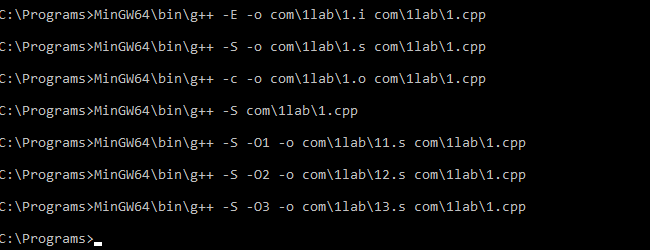 C:\Programs>MinGW64\bin\g++ -E -o com\1lab\1.i com\1lab\1.cpp
C:\Programs>MinGW64\bin\g++ -S -o com\1lab\1.s com\1lab\1.cpp
C:\Programs>MinGW64\bin\g++ -c -o com\1lab\1.o com\1lab\1.cpp
C:\Programs>MinGW64\bin\g++ -S com\1lab\1.cpp
C:\Programs>MinGW64\bin\g++ -S -O1 -o com\1lab\11.s com\1lab\1.cpp
C:\Programs>MinGW64\bin\g++ -S -O2 -o com\1lab\12.s com\1lab\1.cpp
C:\Programs>MinGW64\bin\g++ -S -O3 -o com\1lab\13.s com\1lab\1.cpp
C:\Programs>